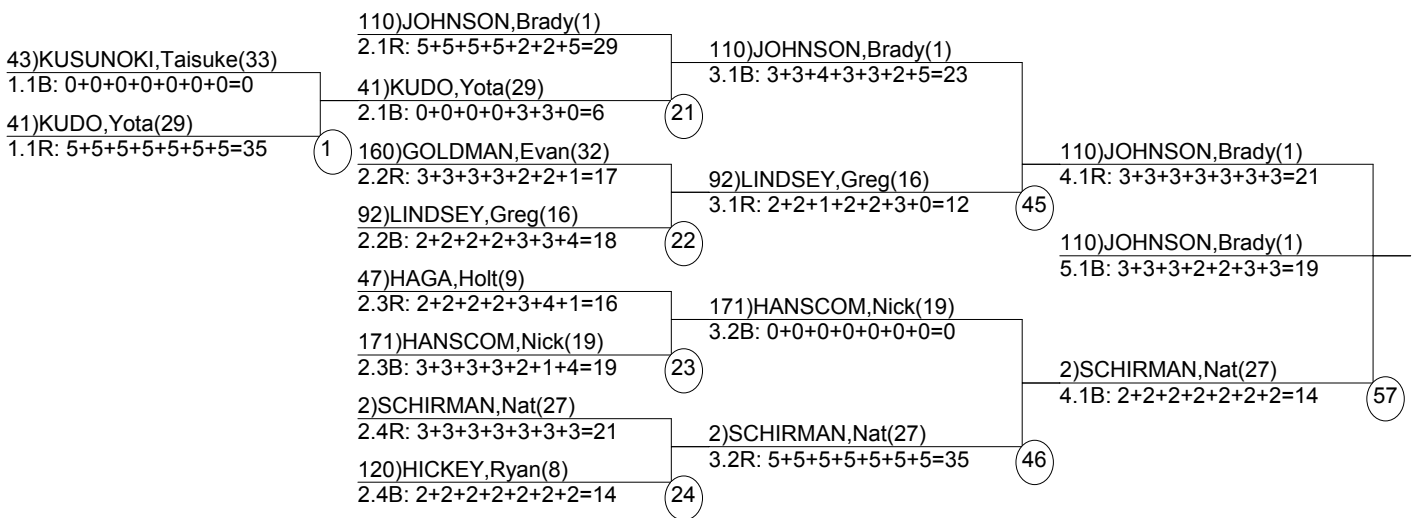 43)KUSUNOKI,Taisuke(33)
1.1B: 0+0+0+0+0+0+0=0
41)KUDO,Yota(29)
1.1R: 5+5+5+5+5+5+5=35
1
110)JOHNSON,Brady(1)
2.1R: 5+5+5+5+2+2+5=29
41)KUDO,Yota(29)
2.1B: 0+0+0+0+3+3+0=6
21
160)GOLDMAN,Evan(32)
2.2R: 3+3+3+3+2+2+1=17
92)LINDSEY,Greg(16)
2.2B: 2+2+2+2+3+3+4=18
22
47)HAGA,Holt(9)
2.3R: 2+2+2+2+3+4+1=16
171)HANSCOM,Nick(19)
2.3B: 3+3+3+3+2+1+4=19
23
2)SCHIRMAN,Nat(27)
2.4R: 3+3+3+3+3+3+3=21
120)HICKEY,Ryan(8)
2.4B: 2+2+2+2+2+2+2=14
24
110)JOHNSON,Brady(1)
3.1B: 3+3+4+3+3+2+5=23
92)LINDSEY,Greg(16)
3.1R: 2+2+1+2+2+3+0=12
45
171)HANSCOM,Nick(19)
3.2B: 0+0+0+0+0+0+0=0
2)SCHIRMAN,Nat(27)
3.2R: 5+5+5+5+5+5+5=35
46
110)JOHNSON,Brady(1)
4.1R: 3+3+3+3+3+3+3=21
110)JOHNSON,Brady(1)
5.1B: 3+3+3+2+2+3+3=19
2)SCHIRMAN,Nat(27)
4.1B: 2+2+2+2+2+2+2=14
57